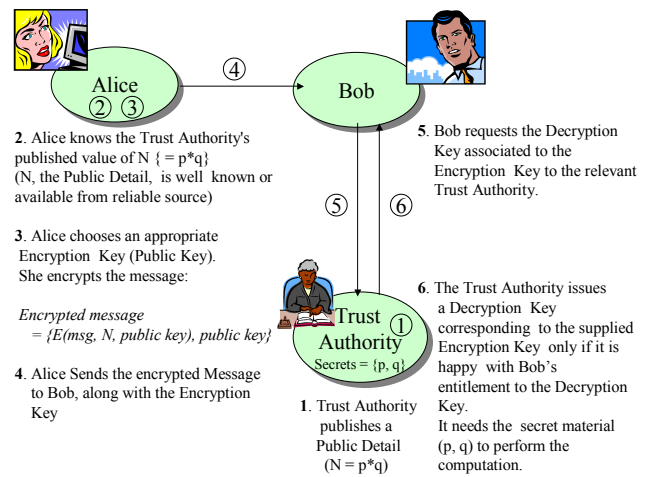 Alice
② ③
④
Bob
2. Alice knows the Trust Authority's
published value of N { = p*q}
(N, the Public Detail, is well known or
available from reliable source)
3. Alice chooses an appropriate
Encryption Key (Public Key).
She encrypts the message:
Encrypted message
= {E(msg, N, public key), public key}
4. Alice Sends the encrypted Message
to Bob, along with the Encryption
Key
5. Bob requests the Decryption
Key associated to the
Encryption Key to the relevant
Trust Authority.
⑤
⑥
Trust ①
Authority
Secrets = {p, q}
1. Trust Authority
publishes a
Public Detail
(N = p*q)
6. The Trust Authority issues
a Decryption Key
corresponding to the supplied
Encryption Key only if it is
happy with Bob's
entitlement to the Decryption
Key.
It needs the secret material
(p, q) to perform the
computation.